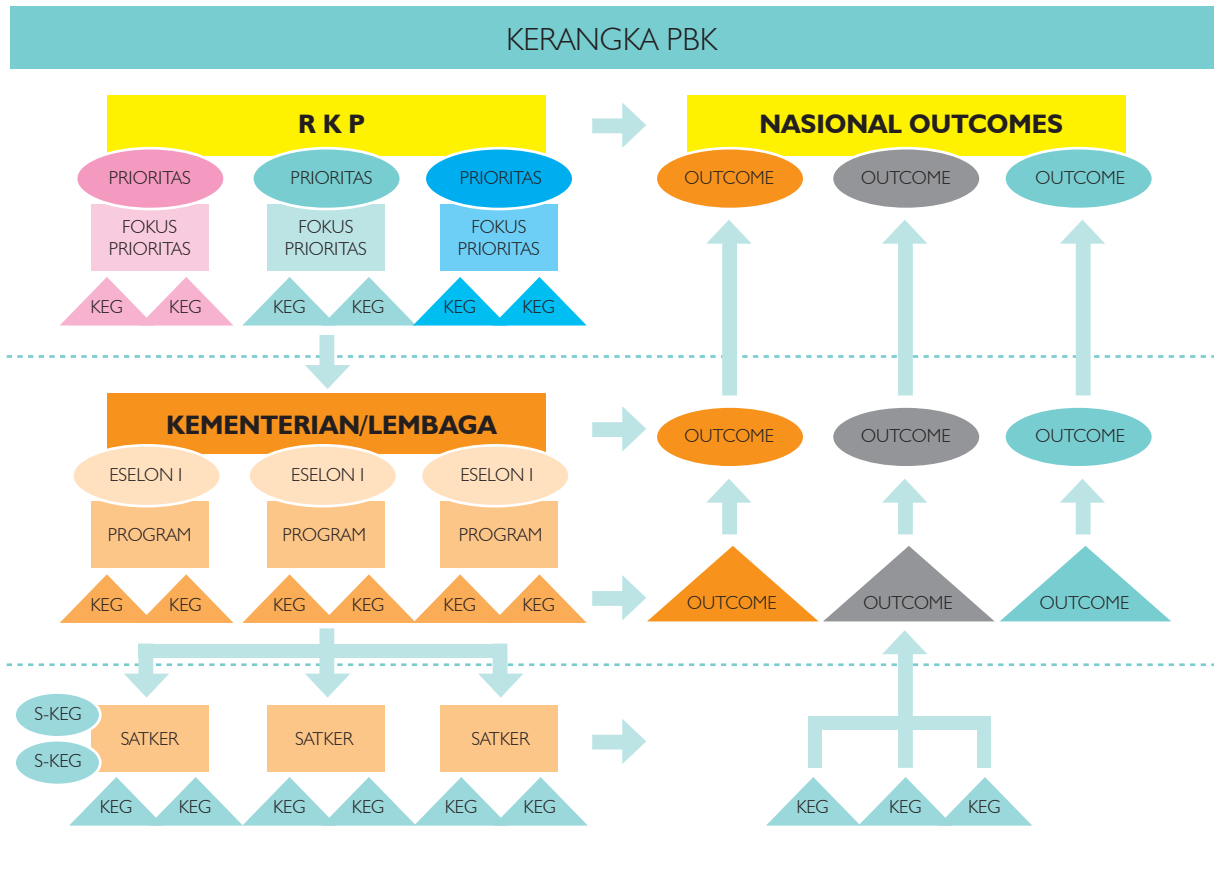 KERANGKA PBK
R K P
NASIONAL OUTCOMES
PRIORITAS
PRIORITAS
PRIORITAS
OUTCOME
OUTCOME
OUTCOME
FOKUS
PRIORITAS
FOKUS
PRIORITAS
FOKUS
PRIORITAS
KEG
KEG
KEG
KEG
KEG
KEG
KEMENTERIAN/LEMBAGA
OUTCOME
OUTCOME
OUTCOME
ESELON I
ESELON I
ESELON I
PROGRAM
PROGRAM
PROGRAM
KEG
KEG
KEG
KEG
KEG
KEG
OUTCOME
OUTCOME
OUTCOME
S-KEG
S-KEG
SATKER
SATKER
SATKER
KEG
KEG
KEG
KEG
KEG
KEG
KEG
KEG
KEG